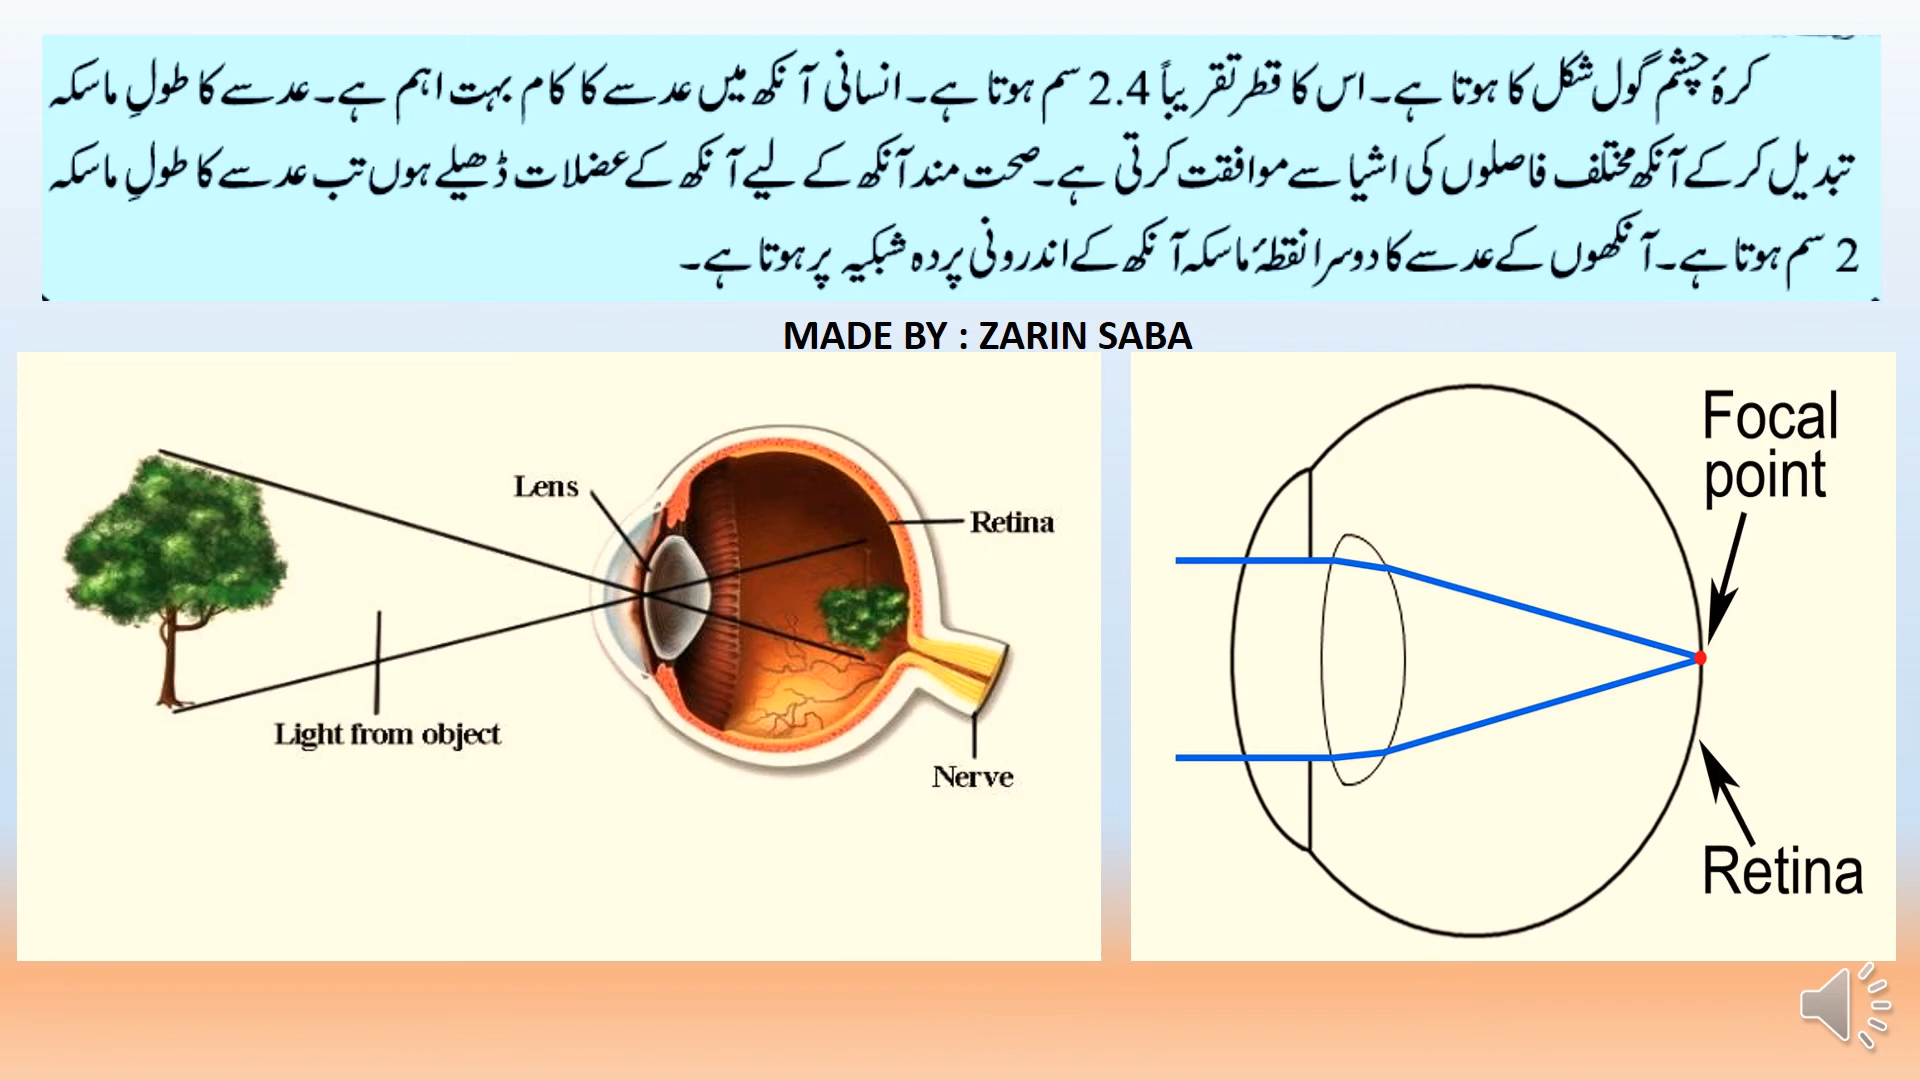 کرۂ چشم گول شکل کا ہوتا ہے۔ اس کا قطر تقریباً 2.4 سم ہوتا ہے۔ انسانی آنکھ میں عدسے کا کام بہت اہم ہے۔ عدسے کا طولِ ماسکہ
تبدیل کر کے آنکھ مختلف فاصلوں کی اشیا سے موافقت کرتی ہے۔ صحت مند آنکھ کے لیے آنکھ کے عضلات ڈھیلے ہوں تب عدسے کا طولِ ماسکہ
2 سم ہوتا ہے۔ آنکھوں کے عدسے کا دوسرا نقطۂ ماسکہ آنکھ کے اندرونی پردہ شبکیہ پر ہوتا ہے۔
MADE BY : ZARIN SABA
Lens
Retina
Light from object
Nerve
Focal
point
Retina